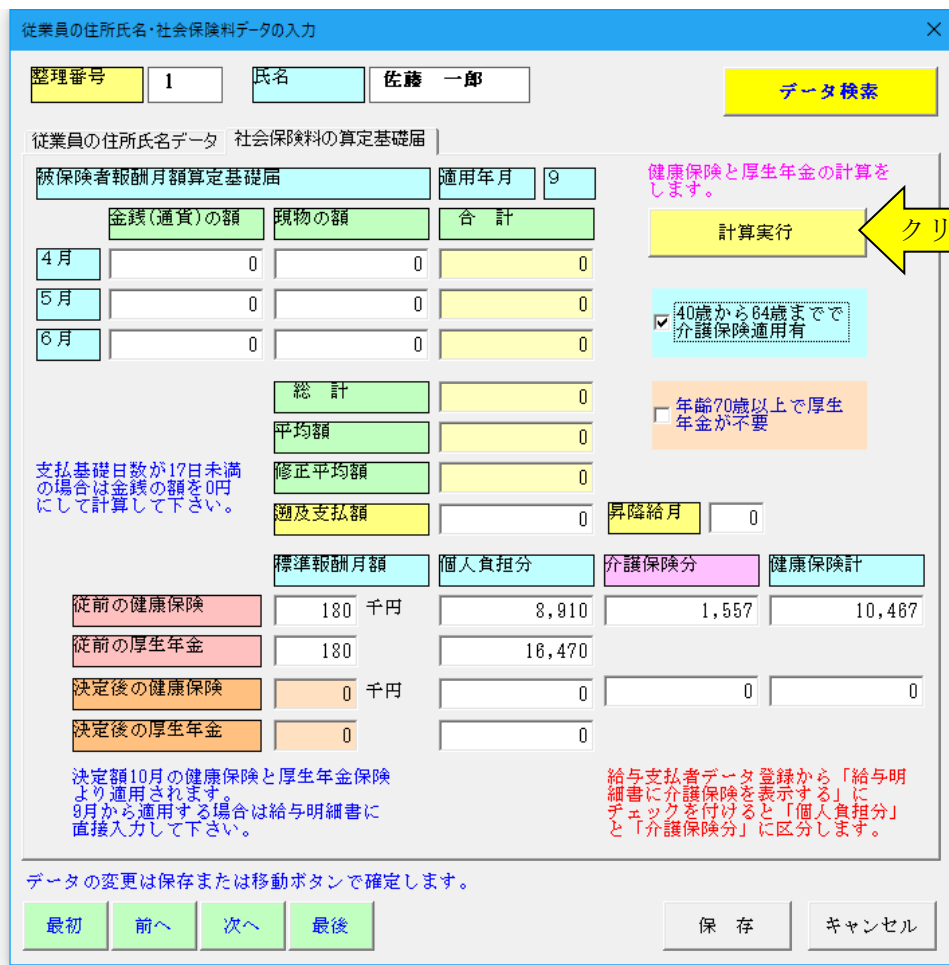 従業員の住所氏名・社会保険料データの入力
整理番号 1 氏名 佐藤 一郎
データ検索
従業員の住所氏名データ 社会保険料の算定基礎届
被保険者報酬月額算定基礎届 適用年月 9
健康保険と厚生年金の計算を
します。
金銭(通貨)の額 現物の額 合 計
計算実行
クリ
4月 0 0 0
5月 0 0 0
6月 0 0 0
40歳から64歳までで
介護保険適用有
総 計 0
平均額 0
修正平均額 0
遡及支払額 0 昇降給月 0
年齢70歳以上で厚生
年金が不要
支払基礎日数が17日未満
の場合は金銭の額を0円
にして計算して下さい。
標準報酬月額 個人負担分 介護保険分 健康保険計
従前の健康保険 180 千円 8,910 1,557 10,467
従前の厚生年金 180 16,470
決定後の健康保険 0 千円 0 0 0
決定後の厚生年金 0 0
決定額10月の健康保険と厚生年金保険
より適用されます。
9月から適用する場合は給与明細書に
直接入力して下さい。
給与支払者データ登録から「給与明
細書に介護保険を表示する」に
チェックを付けると「個人負担分」
と「介護保険分」に区分します。
データの変更は保存または移動ボタンで確定します。
最初 前へ 次へ 最後 保 存 キャンセル